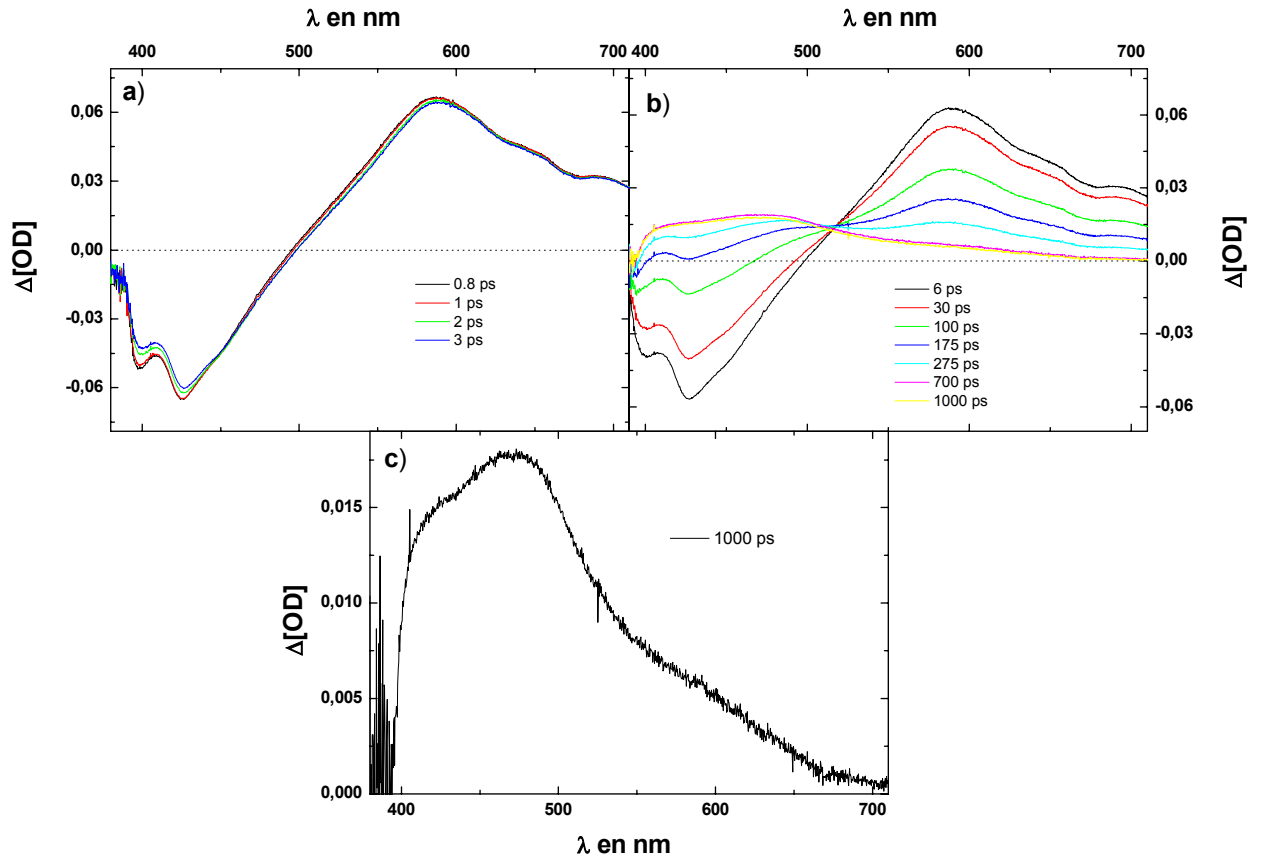 λ en nm
λ en nm
400 500 600 700
400 500 600 700
a)
b)
0,06
0,03
0,00
-0,03
-0,06
Δ[OD]
0.8 ps
1 ps
2 ps
3 ps
0,06
0,03
0,00
-0,03
-0,06
Δ[OD]
6 ps
30 ps
100 ps
175 ps
275 ps
700 ps
1000 ps
c)
0,015
0,010
0,005
0,000
Δ[OD]
1000 ps
400 500 600 700
λ en nm